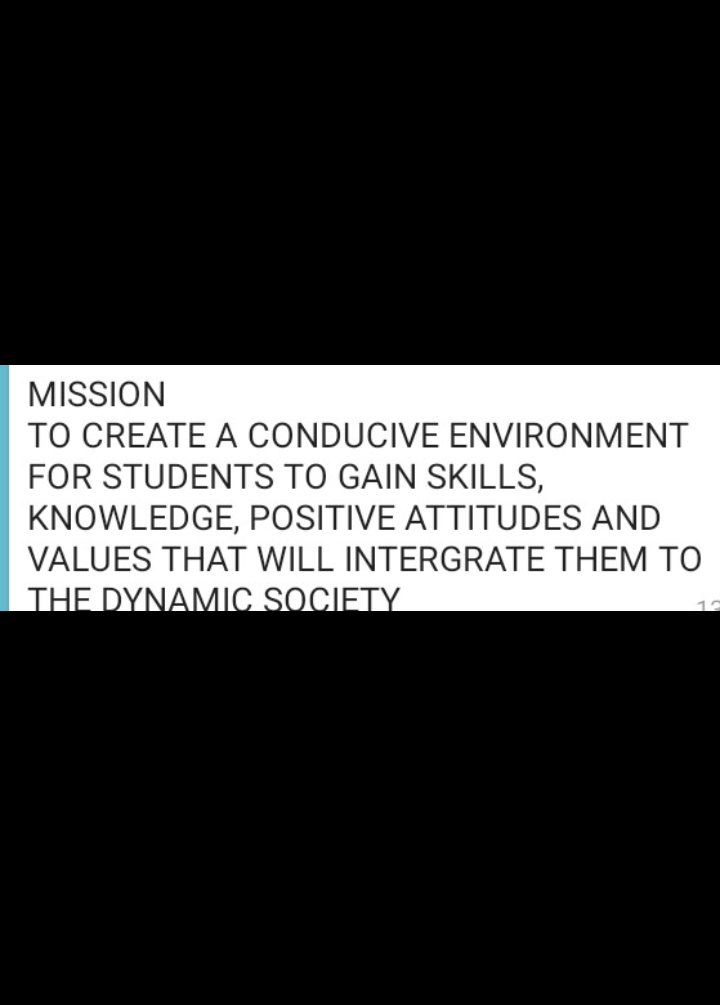 MISSION
TO CREATE A CONDUCIVE ENVIRONMENT
FOR STUDENTS TO GAIN SKILLS,
KNOWLEDGE, POSITIVE ATTITUDES AND
VALUES THAT WILL INTERGRATE THEM TO
THE DYNAMIC SOCIETY